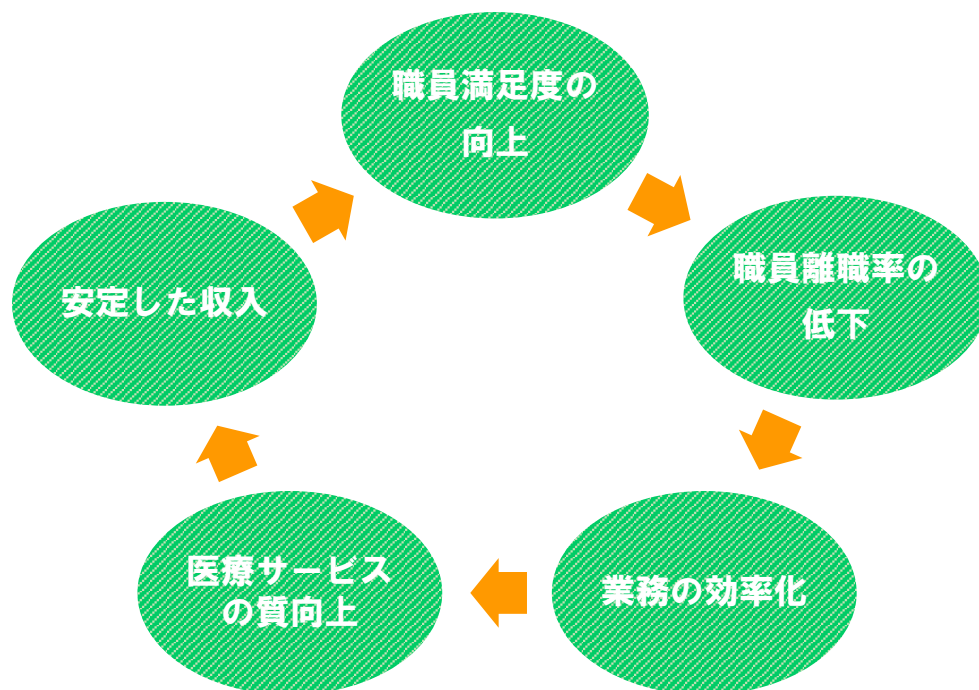 職員満足度の
向上
職員離職率の
低下
業務の効率化
医療サービス
の質向上
安定した収入